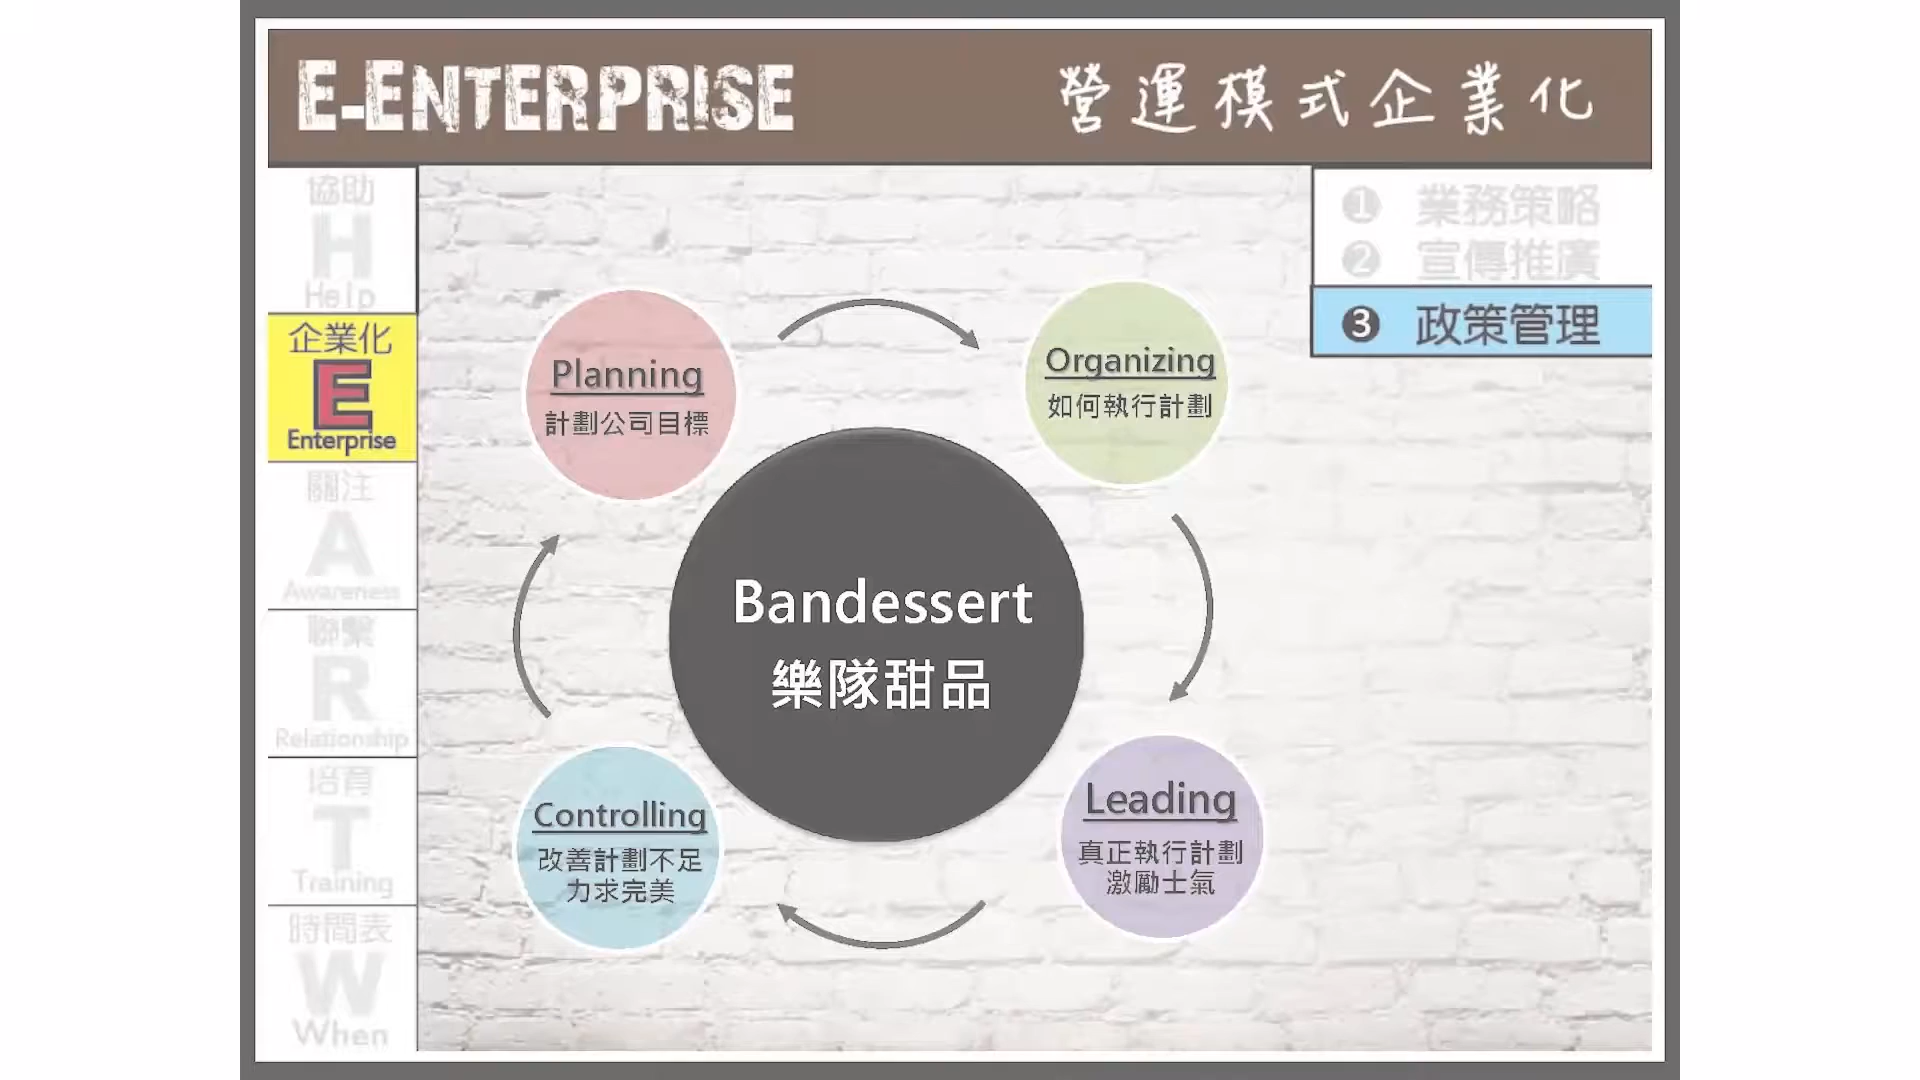 E-ENTERPRISE
營運模式企業化
協助
H
Help
企業化
E
Enterprise
關注
A
Awareness
聯繫
R
Relationship
培育
T
Training
時間表
W
When
❶ 業務策略
❷ 宣傳推廣
❸ 政策管理
Planning
計劃公司目標
Organizing
如何執行計劃
Bandessert
樂隊甜品
Controlling
改善計劃不足
力求完美
Leading
真正執行計劃
激勵士氣